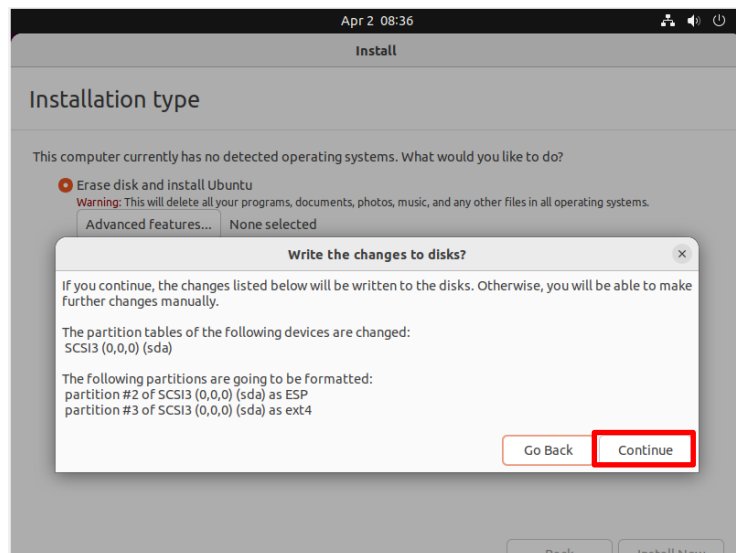 Apr 2 08:36
Install
Installation type
This computer currently has no detected operating systems. What would you like to do?
Erase disk and install Ubuntu
Warning: This will delete all your programs, documents, photos, music, and any other files in all operating systems.
Advanced features... None selected
Write the changes to disks?
If you continue, the changes listed below will be written to the disks. Otherwise, you will be able to make
further changes manually.
The partition tables of the following devices are changed:
SCSI3 (0,0,0) (sda)
The following partitions are going to be formatted:
partition #2 of SCSI3 (0,0,0) (sda) as ESP
partition #3 of SCSI3 (0,0,0) (sda) as ext4
Go Back Continue
Back Install Now